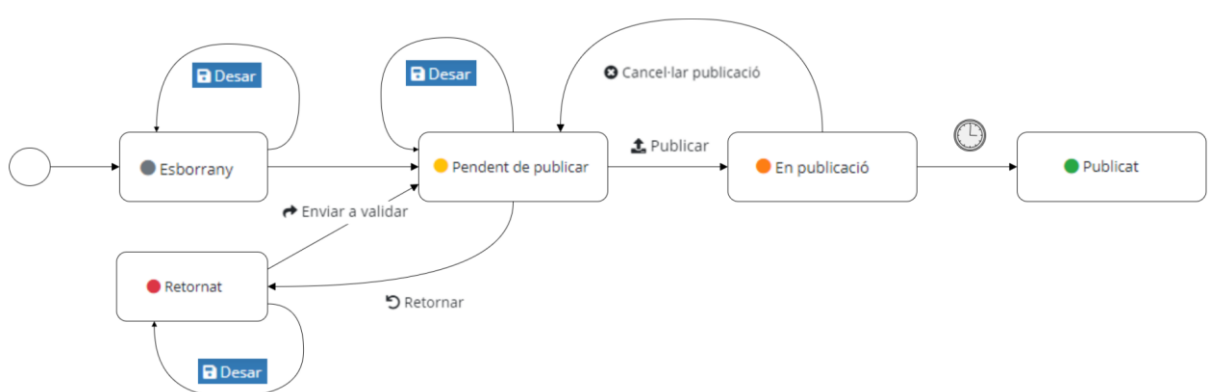 Desar
Desar
Cancel·lar publicació
Publicar
Esborrany
Pendent de publicar
En publicació
Publicat
Enviar a validar
Retornat
Retornar
Desar